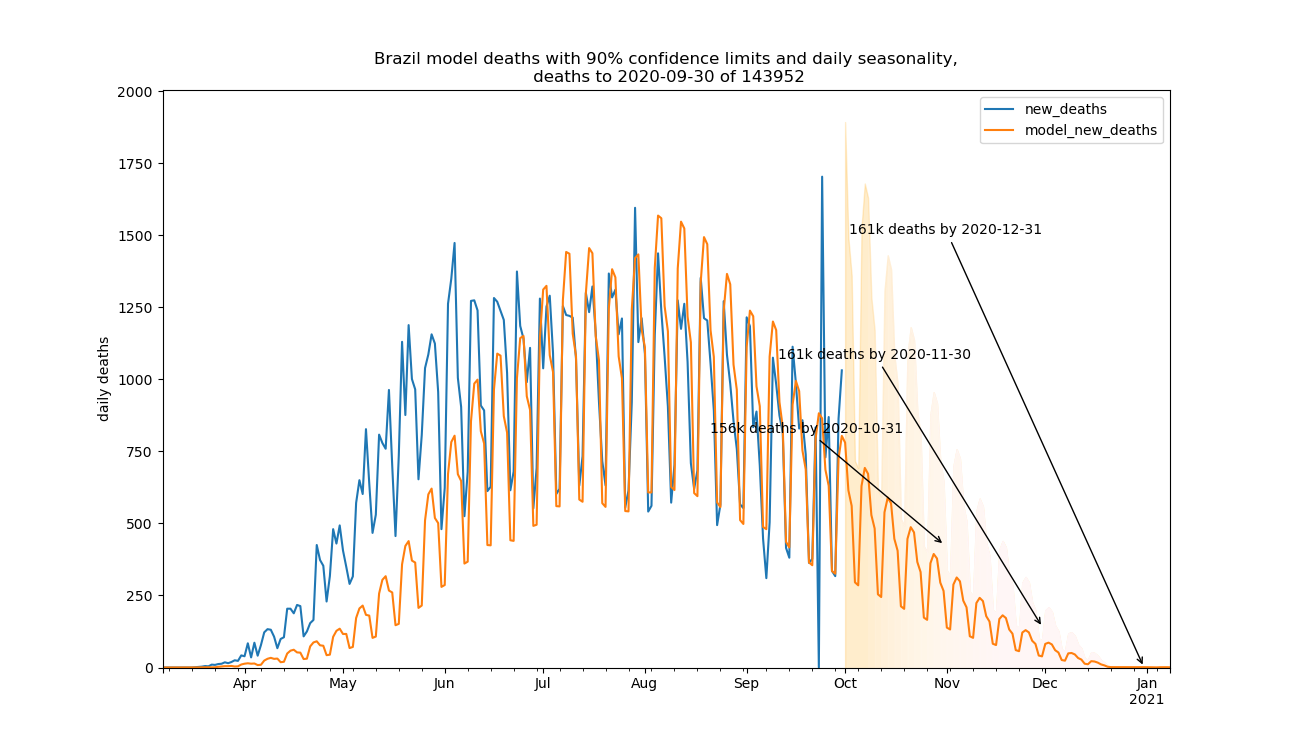 Brazil model deaths with 90% confidence limits and daily seasonality,
deaths to 2020-09-30 of 143952
2000
1750
1500
1250
1000
750
500
250
0
daily deaths
new_deaths
model_new_deaths
161k deaths by 2020-12-31
161k deaths by 2020-11-30
156k deaths by 2020-10-31
Apr
May
Jun
Jul
Aug
Sep
Oct
Nov
Dec
Jan
2021